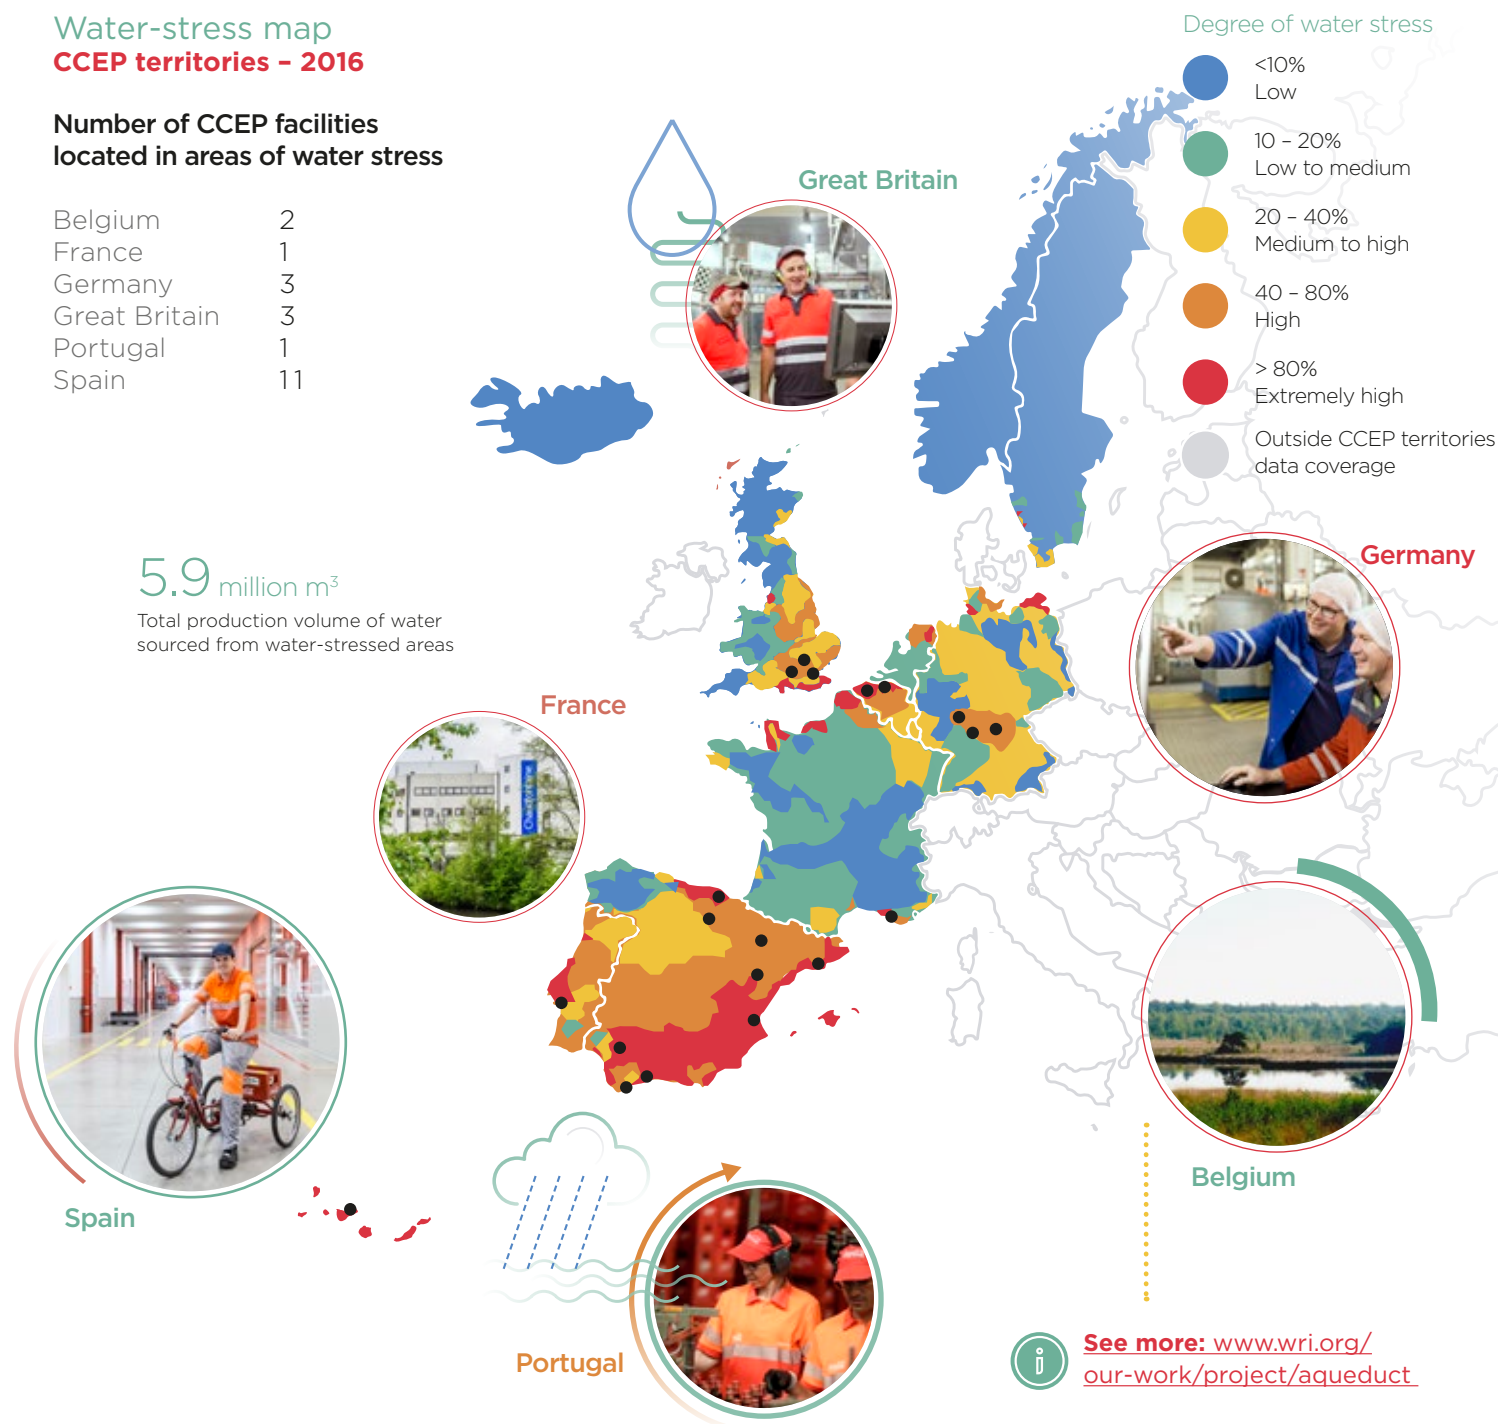 Water-stress map
CCEP territories – 2016
Number of CCEP facilities
located in areas of water stress
Belgium 2
France 1
Germany 3
Great Britain 3
Portugal 1
Spain 11
5.9 million m³
Total production volume of water
sourced from water-stressed areas
Degree of water stress
<10%
Low
10 – 20%
Low to medium
20 – 40%
Medium to high
40 – 80%
High
> 80%
Extremely high
Outside CCEP territories
data coverage
Great Britain
Germany
France
Chaudfontaine
Spain
Belgium
Portugal
See more: www.wri.org/
our-work/project/aqueduct